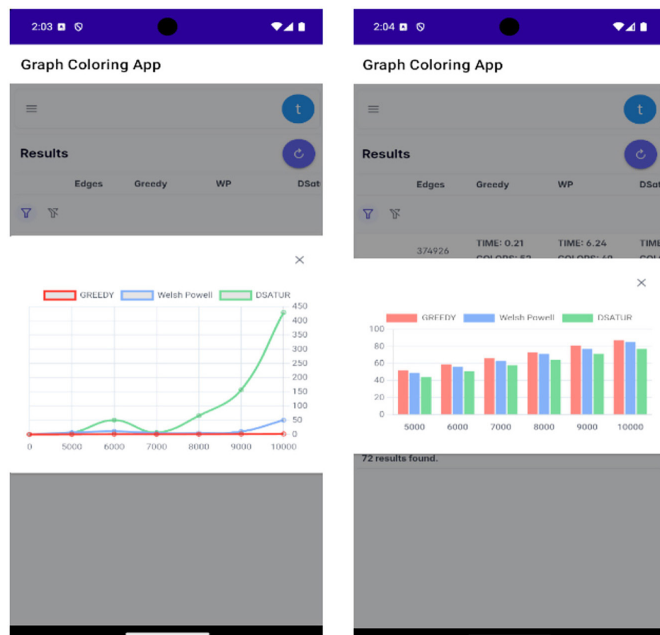 2:03
Graph Coloring App
t
Results
Edges Greedy WP DSat
×
GREEDY Welsh Powell DSATUR
450
400
350
300
250
200
150
100
50
0
0 5000 6000 7000 8000 9000 10000
2:04
Graph Coloring App
t
Results
Edges Greedy WP DSat
374926 TIME: 0.21 TIME: 6.24 TIME
×
GREEDY Welsh Powell DSATUR
100
80
60
40
20
0
5000 6000 7000 8000 9000 10000
72 results found.